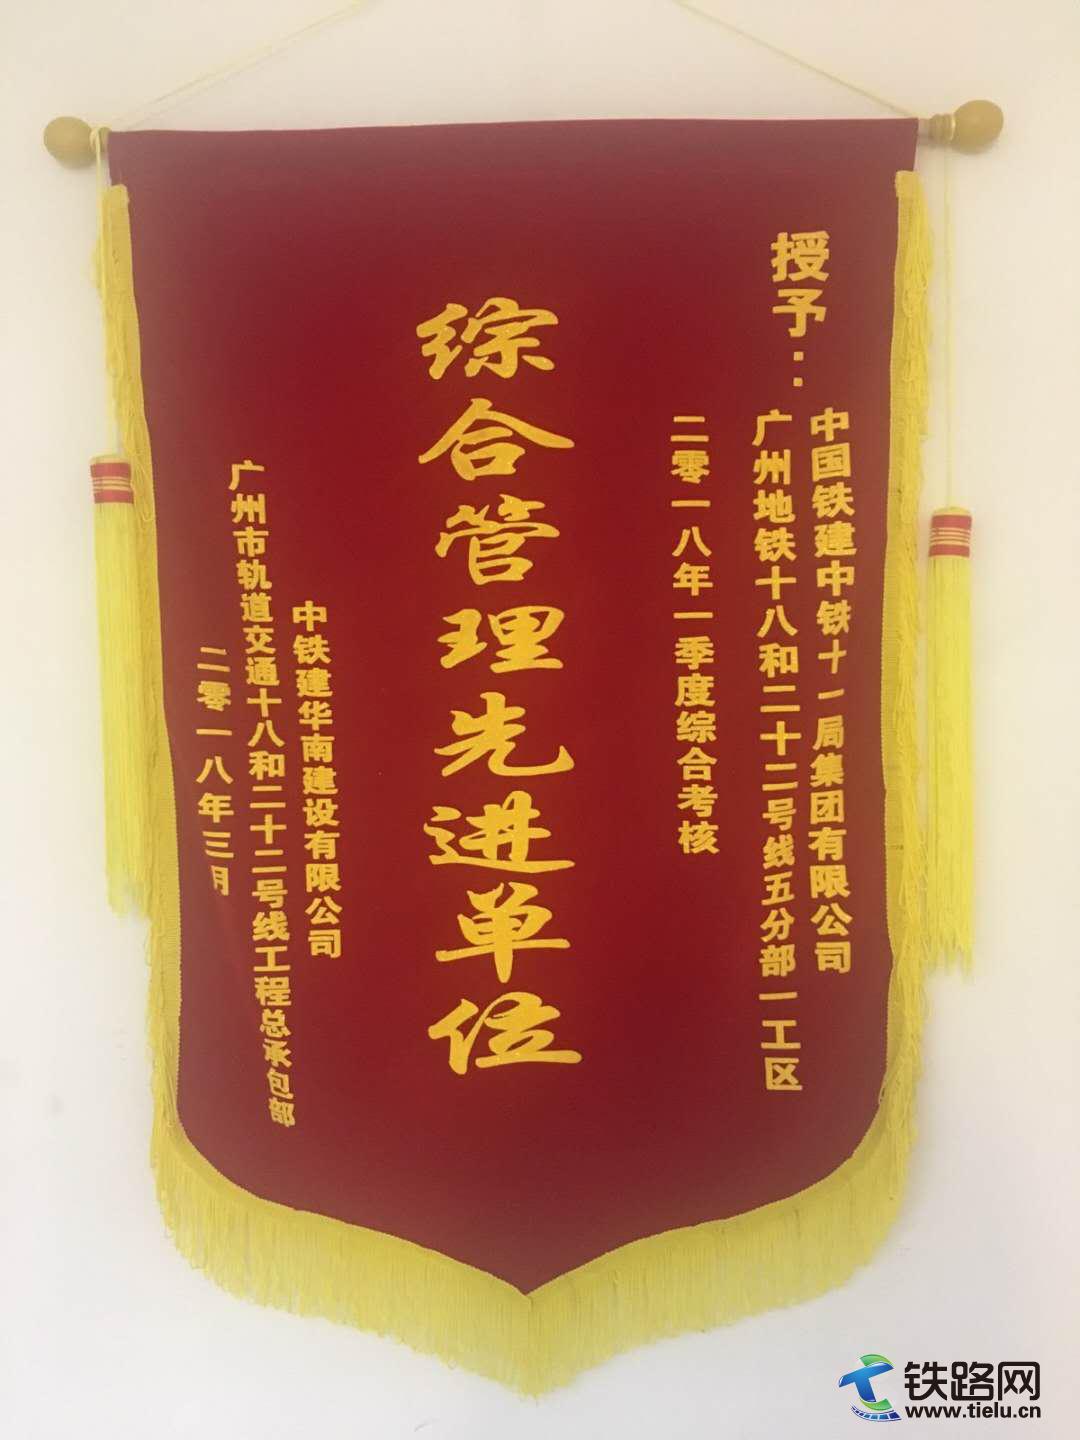 授予：
中国铁建中铁十一局集团有限公司
广州地铁十八和二十二号线五分部一工区
二零一八年一季度综合考核
综合管理先进单位
中铁建华南建设有限公司
广州市轨道交通十八和二十二号线工程总承包部
二零一八年三月
铁路网
www.tielu.cn